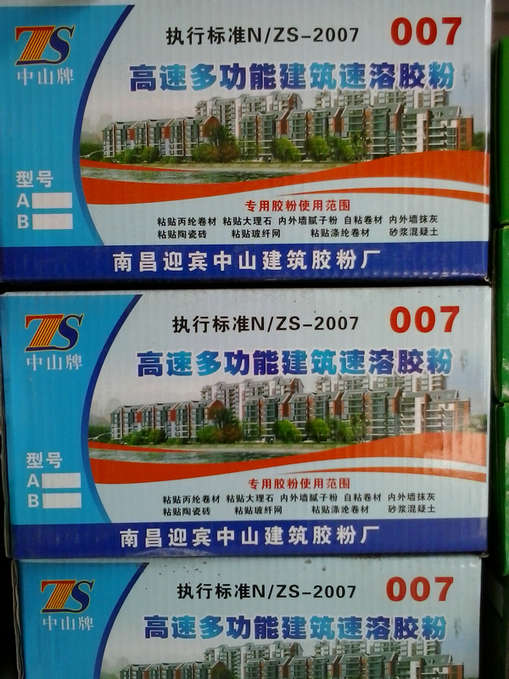 ZS
中山牌
执行标准N/ZS-2007 007
高速多功能建筑速溶胶粉
型号
A
B
专用胶粉使用范围
粘贴丙纶卷材 粘贴大理石 内外墙腻子粉 自粘卷材 内外墙抹灰
粘贴陶瓷砖 粘贴玻纤网 粘贴涤纶卷材 砂浆混凝土
南昌迎宾中山建筑胶粉厂
ZS
中山牌
执行标准N/ZS-2007 007
高速多功能建筑速溶胶粉
型号
A
B
专用胶粉使用范围
粘贴丙纶卷材 粘贴大理石 内外墙腻子粉 自粘卷材 内外墙抹灰
粘贴陶瓷砖 粘贴玻纤网 粘贴涤纶卷材 砂浆混凝土
南昌迎宾中山建筑胶粉厂
ZS
中山牌
执行标准N/ZS-2007 007
高速多功能建筑速溶胶粉